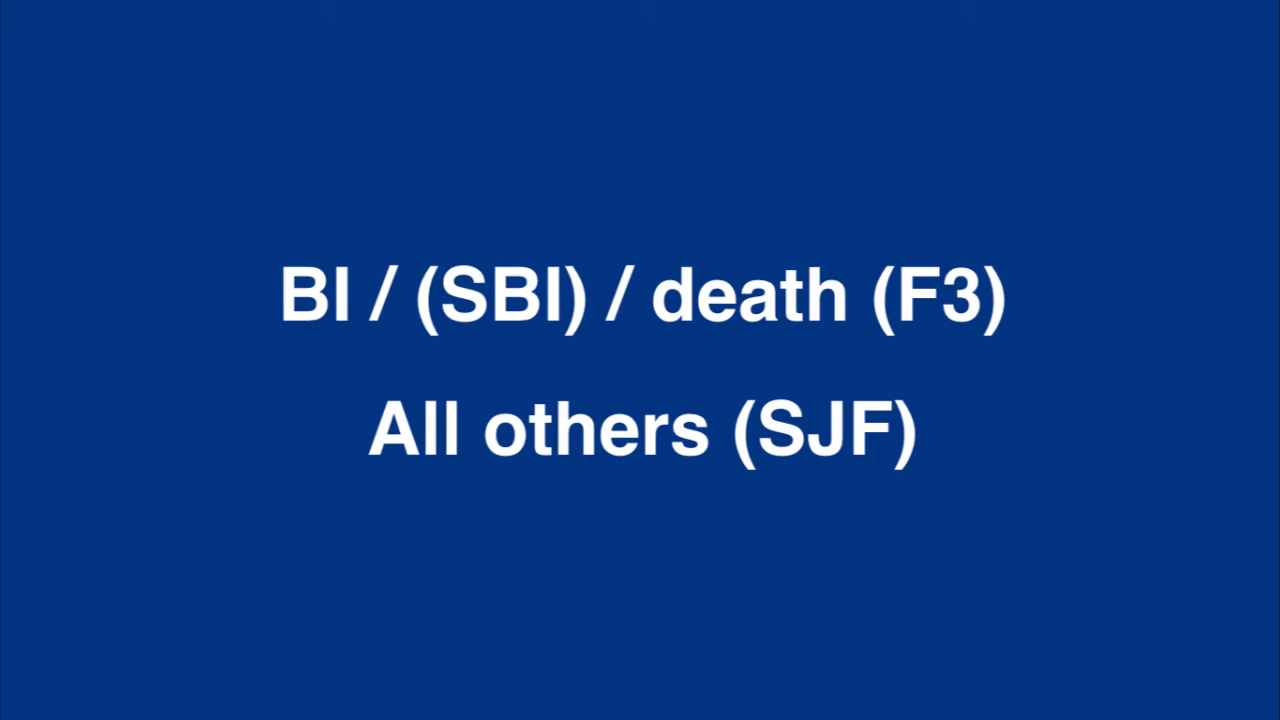 BI / (SBI) / death (F3)
All others (SJF)